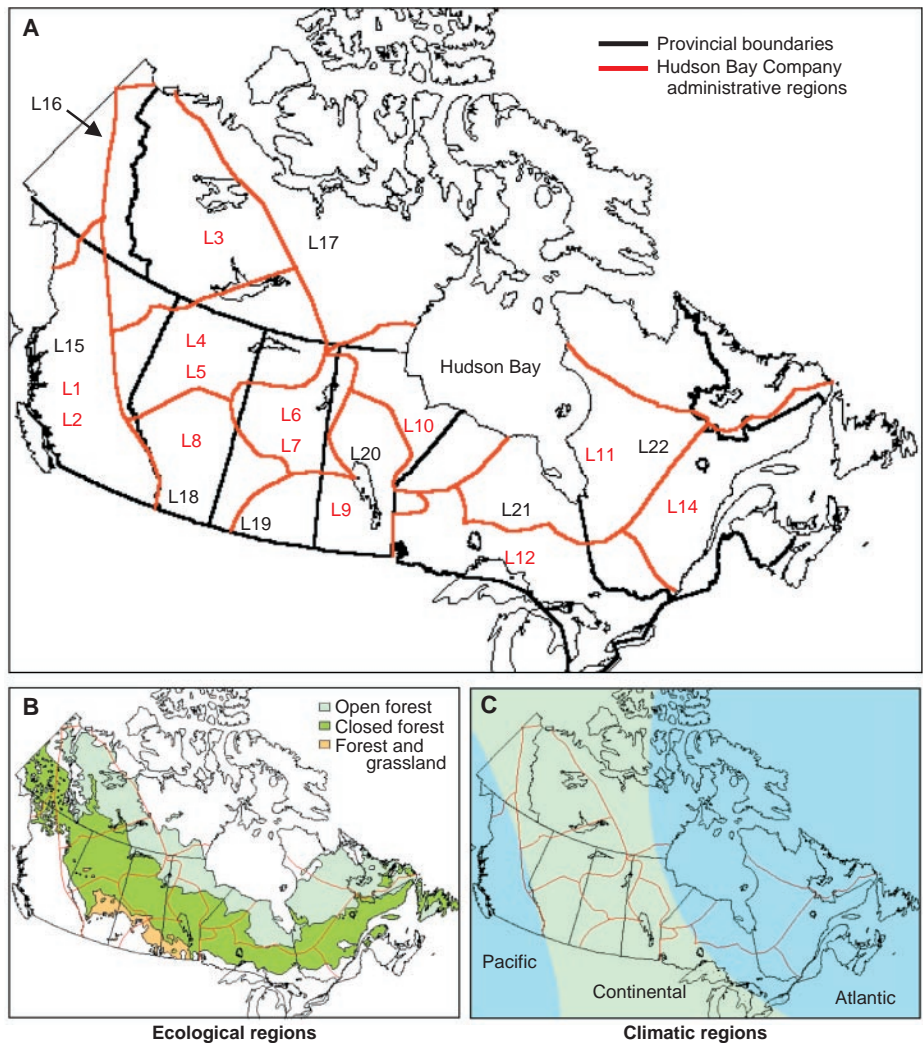 A
Provincial boundaries
Hudson Bay Company
administrative regions
L16
L3
L17
L15
L4
L5
Hudson Bay
L1
L2
L6
L7
L10
L8
L20
L11
L22
L18
L19
L9
L21
L14
L12
B
Open forest
Closed forest
Forest and
grassland
Ecological regions
C
Pacific
Continental
Atlantic
Climatic regions